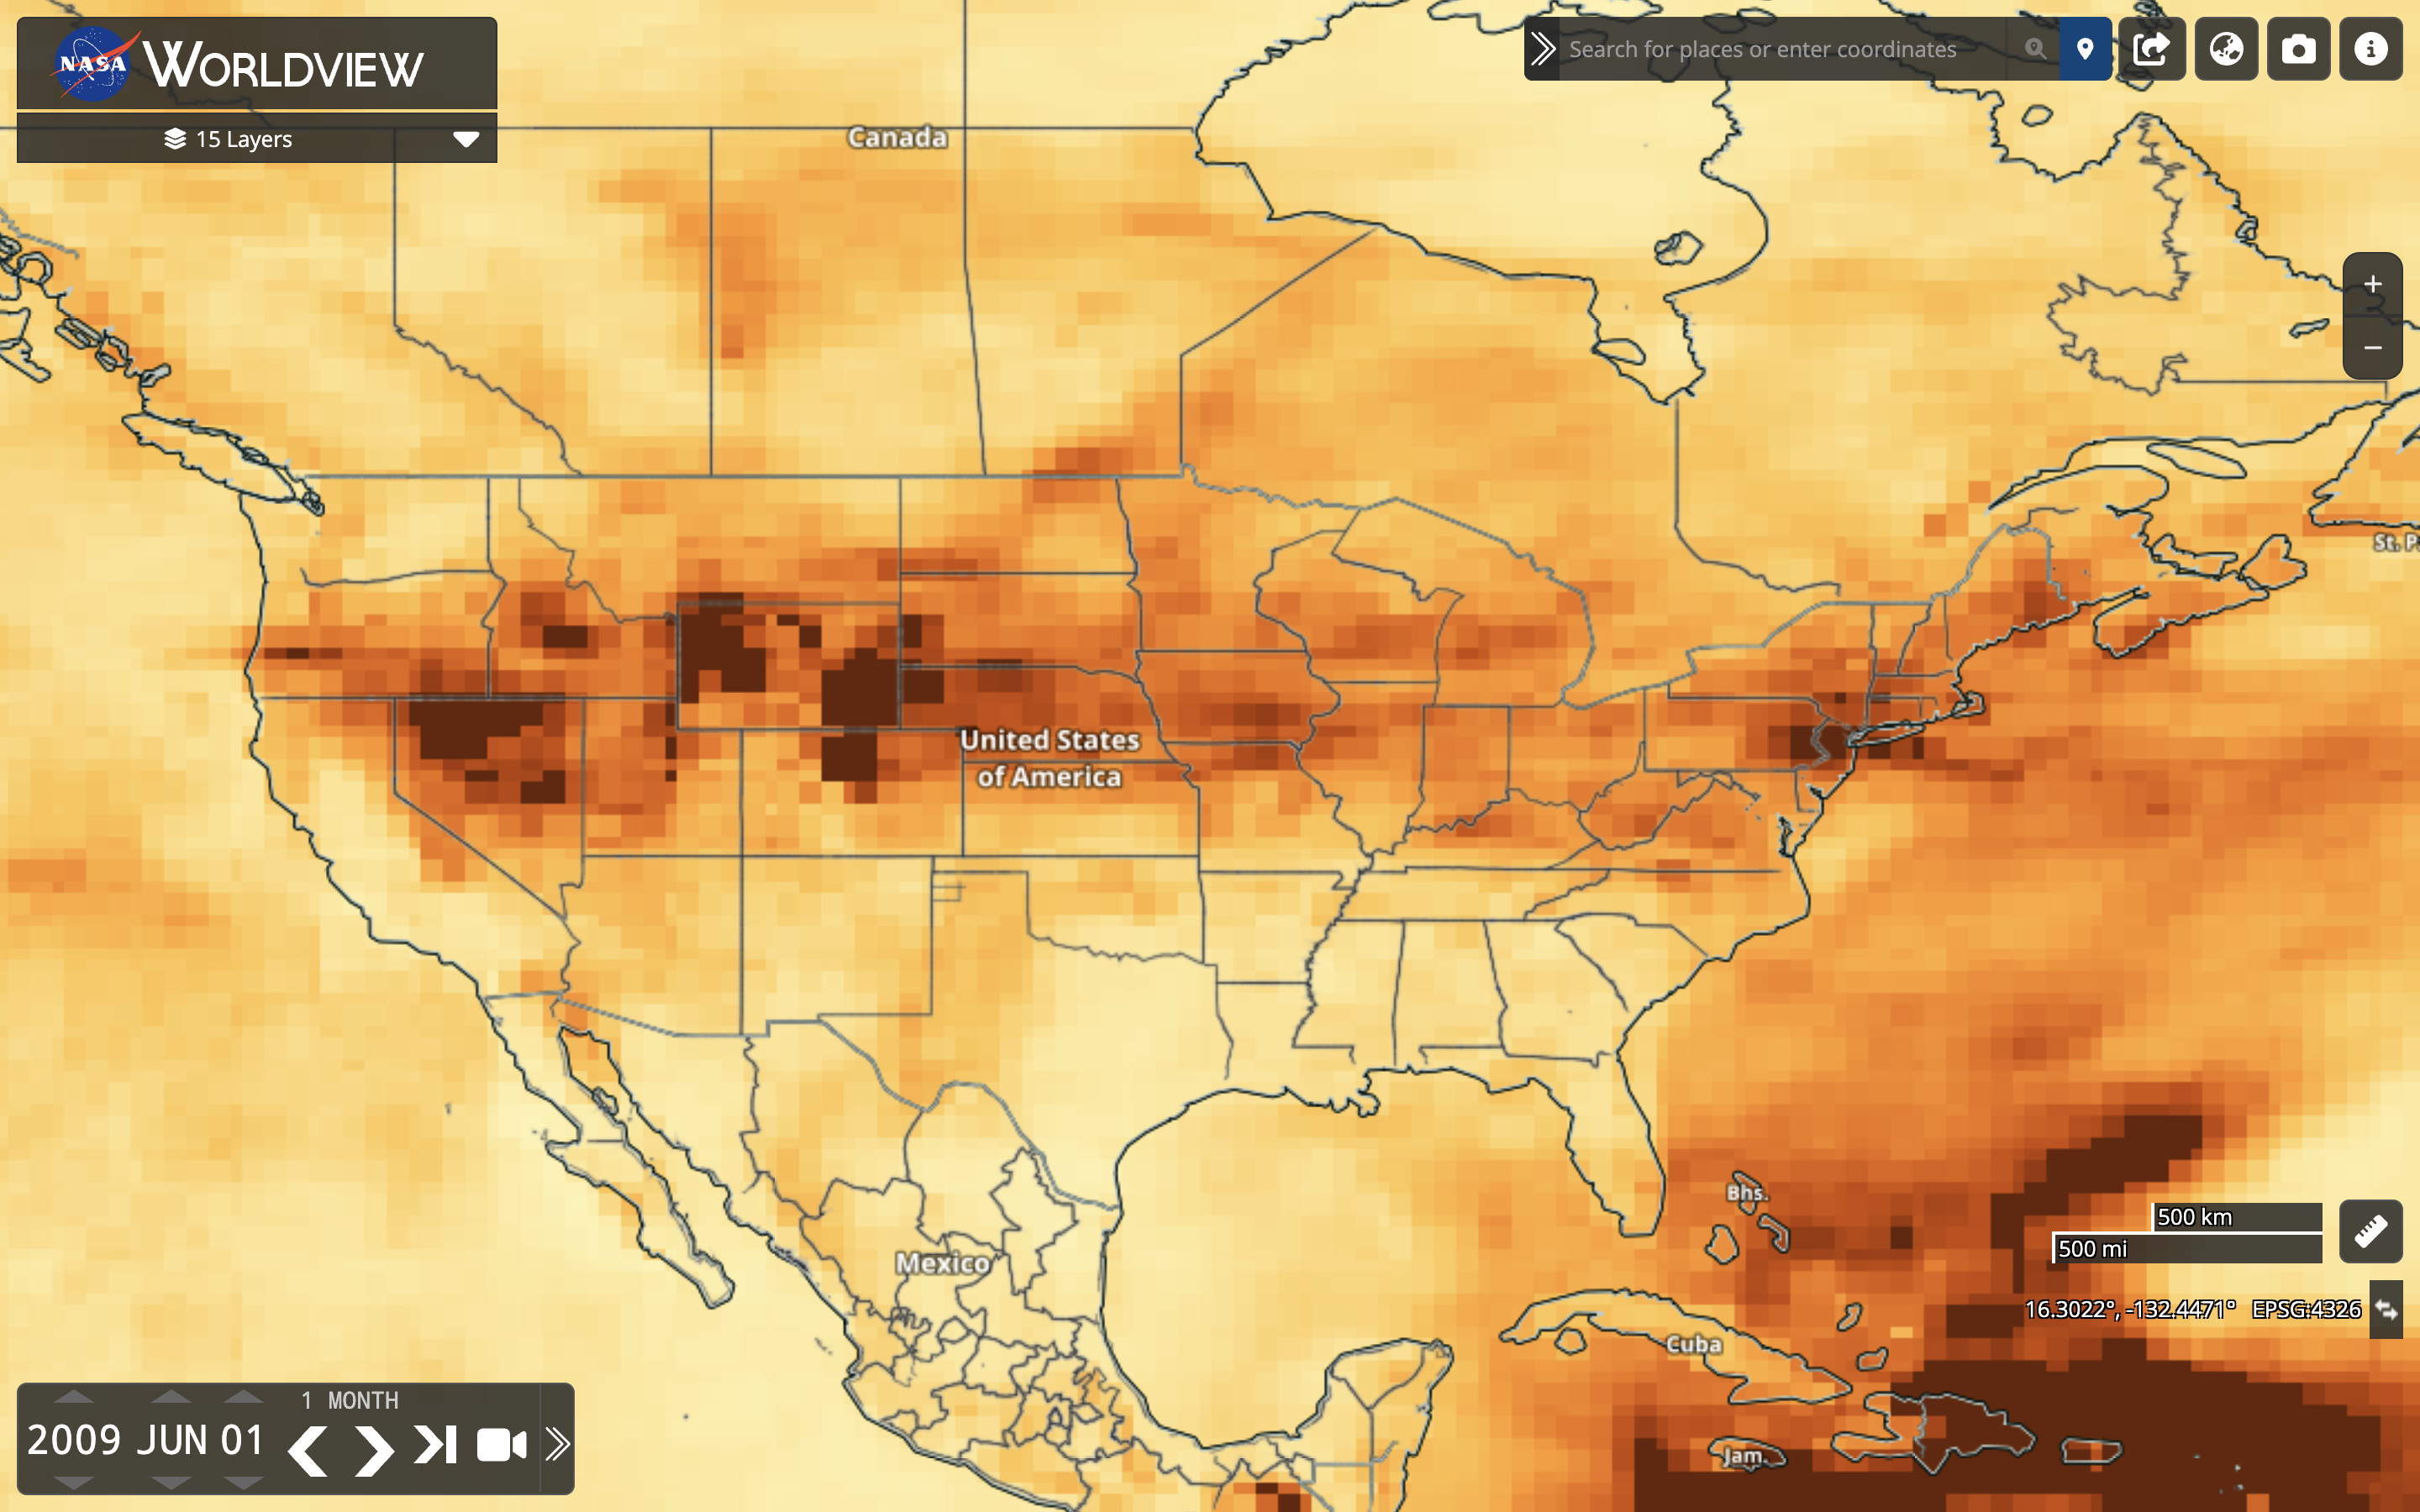 NASA WORLDVIEW
15 Layers
Search for places or enter coordinates
Canada
+
−
St. P
United States
of America
Bhs.
500 km
500 mi
Mexico
16.3022°, -132.4471° EPSG:4326
Cuba
Jam.
1 MONTH
2009 JUN 01